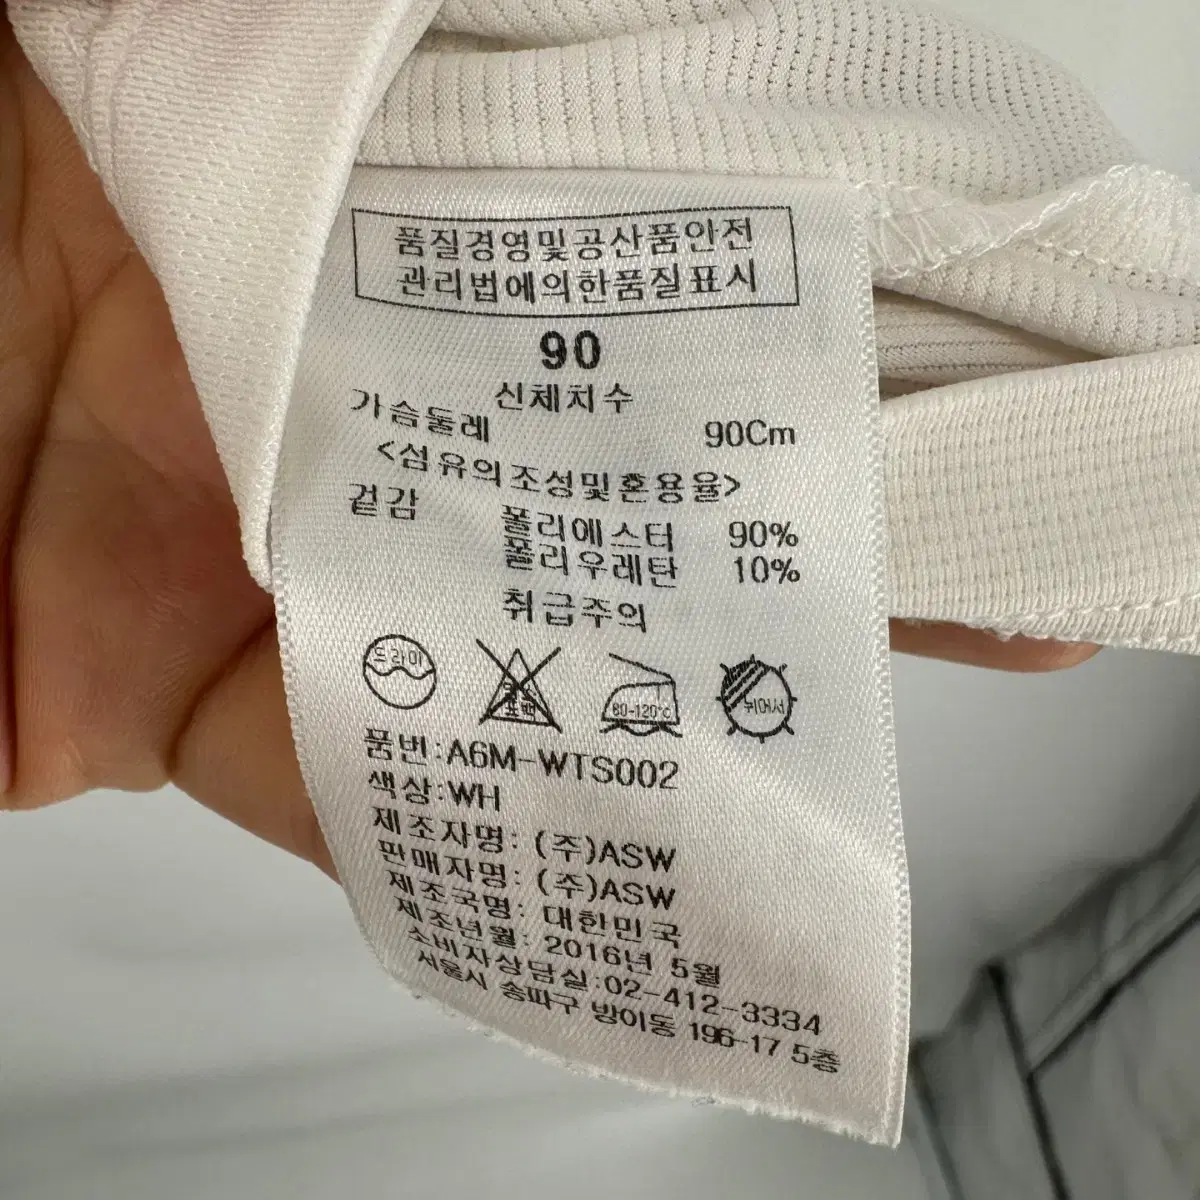 품질경영및공산품안전
관리법에의한품질표시
90
신체치수
가슴둘레 90Cm
<섬유의조성및혼용율>
겉감 폴리에스터 90%
폴리우레탄 10%
취급주의
드라이 염소표백 80-120℃ 뉘어서
품번:A6M-WTS002
색상:WH
제조자명: (주)ASW
판매자명: (주)ASW
제조국명: 대한민국
제조년월: 2016년 5월
소비자상담실:02-412-3334
서울시 송파구 방이동 196-17 5층